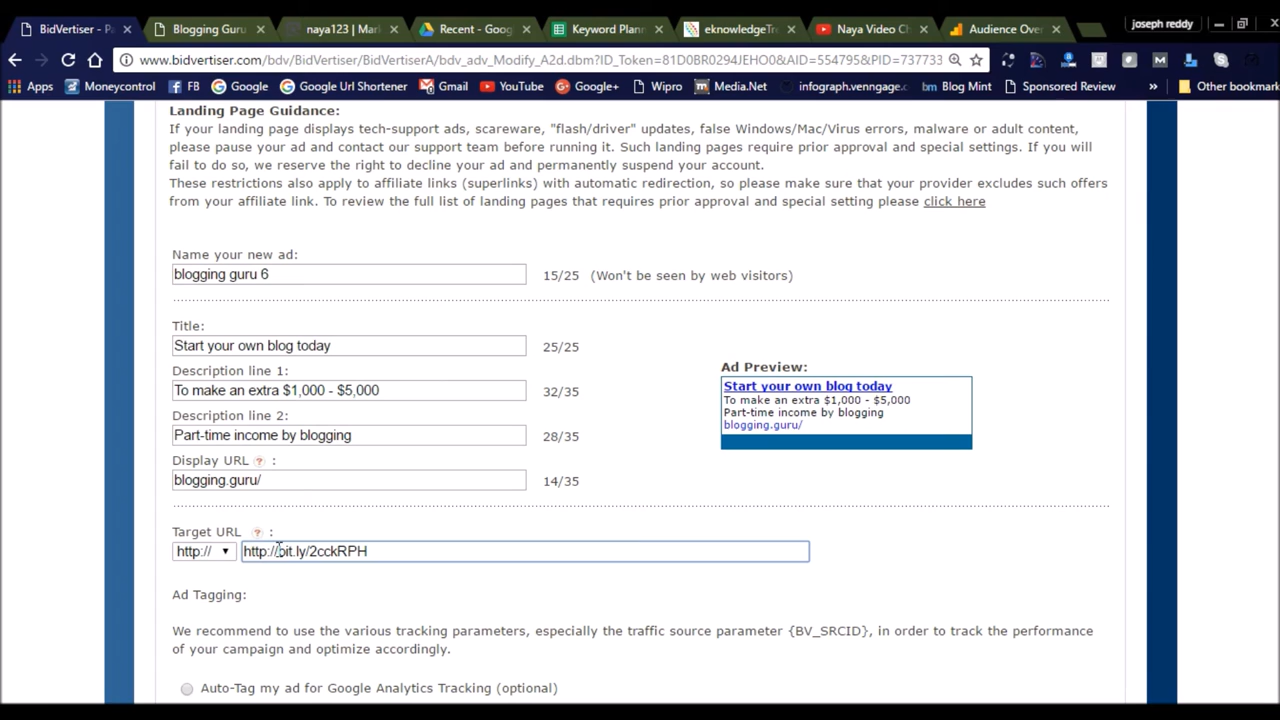 BidVertiser - Pa
Blogging Guru
naya123 | Mark
Recent - Goog
Keyword Plann
eknowledgeTre
Naya Video Ch
Audience Over
joseph reddy
www.bidvertiser.com/bdv/BidVertiser/BidVertiserA/bdv_adv_Modify_A2d.dbm?ID_Token=81D0BR0294JEHO0&AID=554795&PID=737733
Apps Moneycontrol FB Google Google Url Shortener Gmail YouTube Google+ Wipro Media.Net infograph.venngage. Blog Mint Sponsored Review » Other bookmark
Landing Page Guidance:
If your landing page displays tech-support ads, scareware, "flash/driver" updates, false Windows/Mac/Virus errors, malware or adult content,
please pause your ad and contact our support team before running it. Such landing pages require prior approval and special settings. If you will
fail to do so, we reserve the right to decline your ad and permanently suspend your account.
These restrictions also apply to affiliate links (superlinks) with automatic redirection, so please make sure that your provider excludes such offers
from your affiliate link. To review the full list of landing pages that requires prior approval and special setting please click here
Name your new ad:
blogging guru 6 15/25 (Won't be seen by web visitors)
Title:
Start your own blog today 25/25
Description line 1:
To make an extra $1,000 - $5,000 32/35
Description line 2:
Part-time income by blogging 28/35
Display URL ? :
blogging.guru/ 14/35
Ad Preview:
Start your own blog today
To make an extra $1,000 - $5,000
Part-time income by blogging
blogging.guru/
Target URL ? :
http:// http://bit.ly/2cckRPH
Ad Tagging:
We recommend to use the various tracking parameters, especially the traffic source parameter {BV_SRCID}, in order to track the performance
of your campaign and optimize accordingly.
Auto-Tag my ad for Google Analytics Tracking (optional)